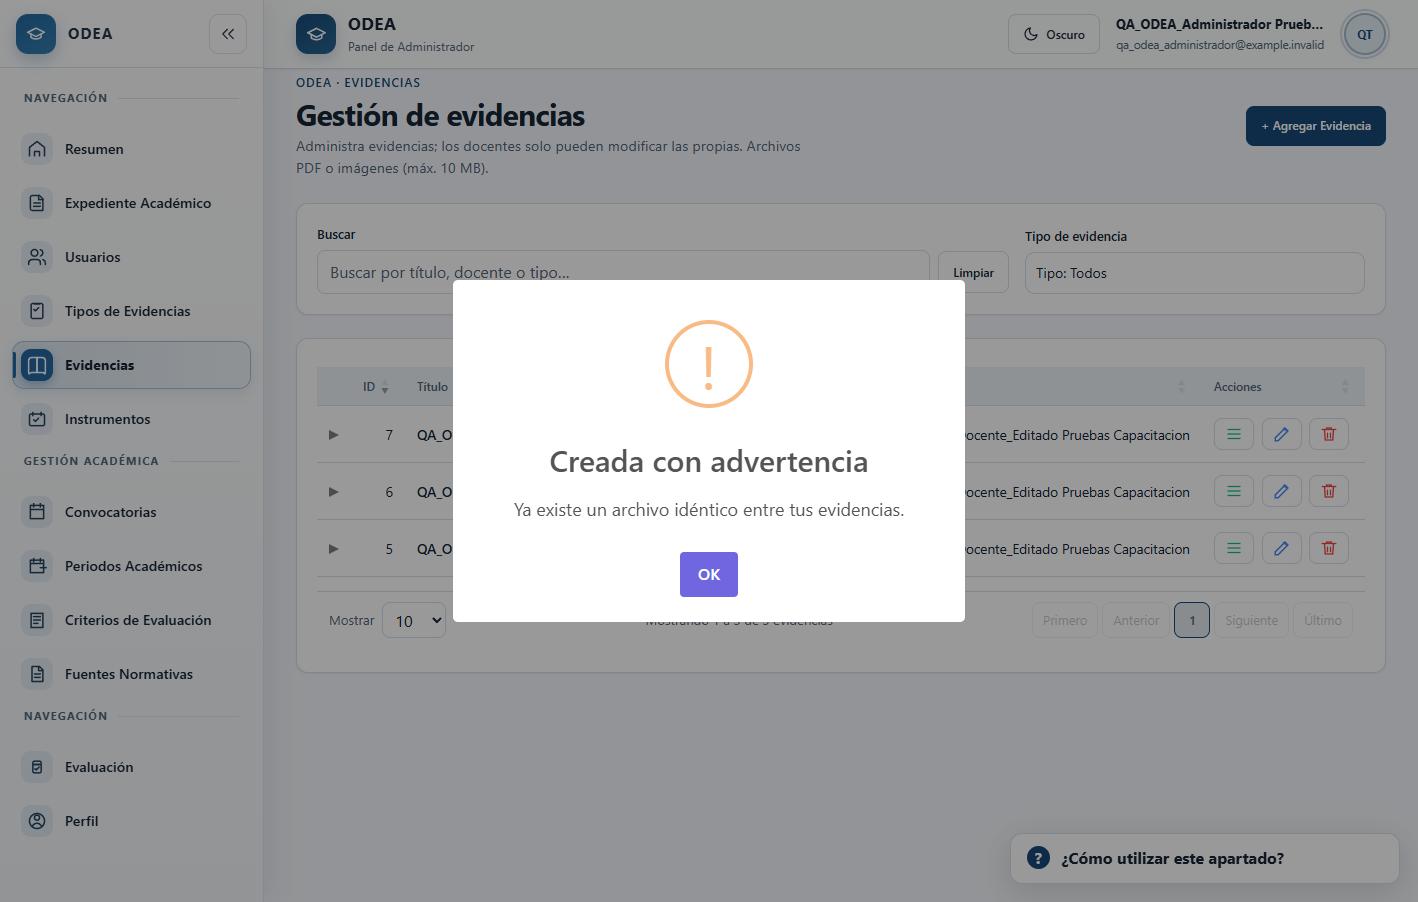 ODEA
ODEA
Panel de Administrador
Oscuro
QA_ODEA_Administrador Prueb...
qa_odea_administrador@example.invalid
QT
NAVEGACIÓN
Resumen
Expediente Académico
Usuarios
Tipos de Evidencias
Evidencias
Instrumentos
GESTIÓN ACADÉMICA
Convocatorias
Periodos Académicos
Criterios de Evaluación
Fuentes Normativas
NAVEGACIÓN
Evaluación
Perfil
ODEA · EVIDENCIAS
Gestión de evidencias
Administra evidencias; los docentes solo pueden modificar las propias. Archivos
PDF o imágenes (máx. 10 MB).
+ Agregar Evidencia
Buscar
Buscar por título, docente o tipo...
Limpiar
Tipo de evidencia
Tipo: Todos
ID
Título
Acciones
7
QA_O
ocente_Editado Pruebas Capacitacion
6
QA_O
ocente_Editado Pruebas Capacitacion
5
QA_O
ocente_Editado Pruebas Capacitacion
!
Creada con advertencia
Ya existe un archivo idéntico entre tus evidencias.
OK
Mostrar
10
Primero
Anterior
1
Siguiente
Último
? ¿Cómo utilizar este apartado?